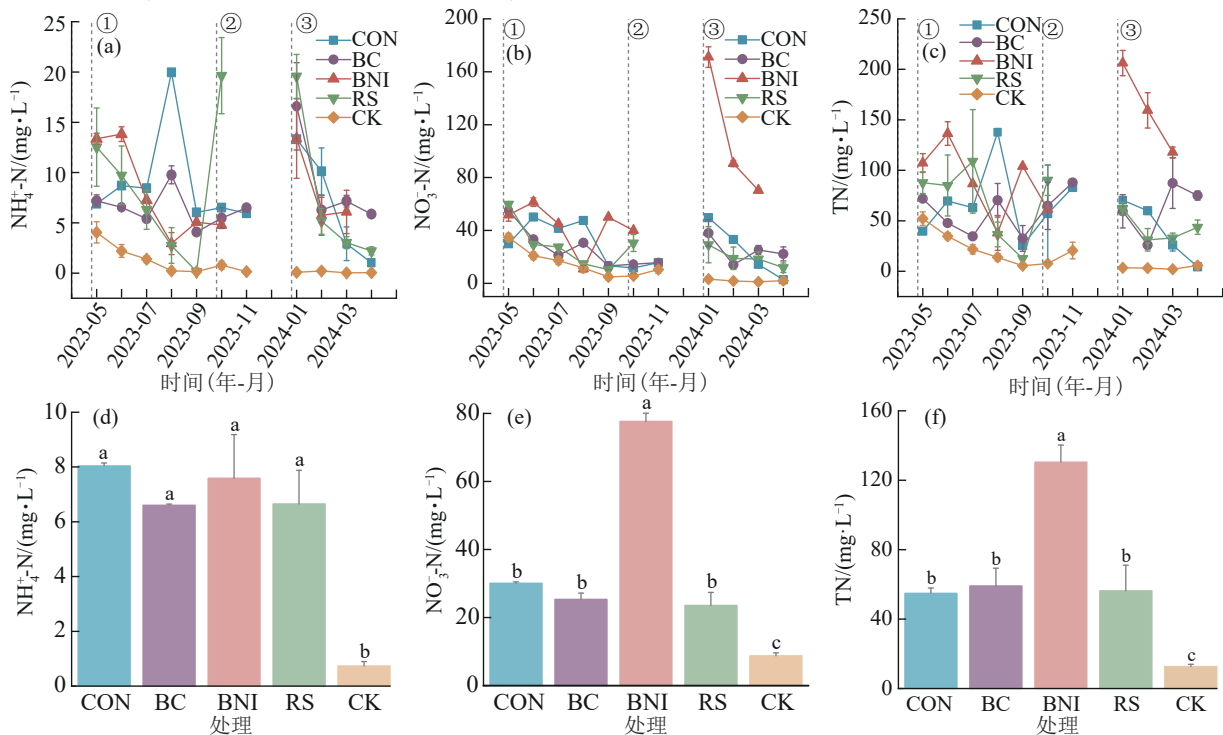 ① ② ③
(a)
CON
BC
BNI
RS
CK
NH₄⁺-N/(mg·L⁻¹)
25
20
15
10
5
0
2023-05
2023-07
2023-09
2023-11
2024-01
2024-03
时间(年-月)
① ② ③
(b)
CON
BC
BNI
RS
CK
NO₃-N/(mg·L⁻¹)
200
160
120
80
40
0
2023-05
2023-07
2023-09
2023-11
2024-01
2024-03
时间(年-月)
① ② ③
(c)
CON
BC
BNI
RS
CK
TN/(mg·L⁻¹)
250
200
150
100
50
0
2023-05
2023-07
2023-09
2023-11
2024-01
2024-03
时间(年-月)
(d)
NH₄⁺-N/(mg·L⁻¹)
10
8
6
4
2
0
a a a a b
CON BC BNI RS CK
处理
(e)
NO₃⁻-N/(mg·L⁻¹)
80
60
40
20
0
b b a b c
CON BC BNI RS CK
处理
(f)
TN/(mg·L⁻¹)
160
120
80
40
0
b b a b c
CON BC BNI RS CK
处理